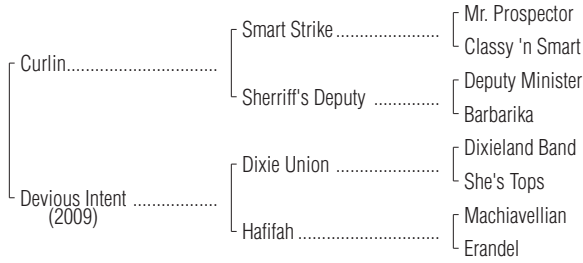 Mr. Prospector
Smart Strike ......................
Classy 'n Smart
Curlin................................
Deputy Minister
Sherriff's Deputy ..............
Barbarika
Dixieland Band
Dixie Union ......................
She's Tops
Devious Intent ..................
(2009)
Machiavellian
Hafifah ..............................
Erandel